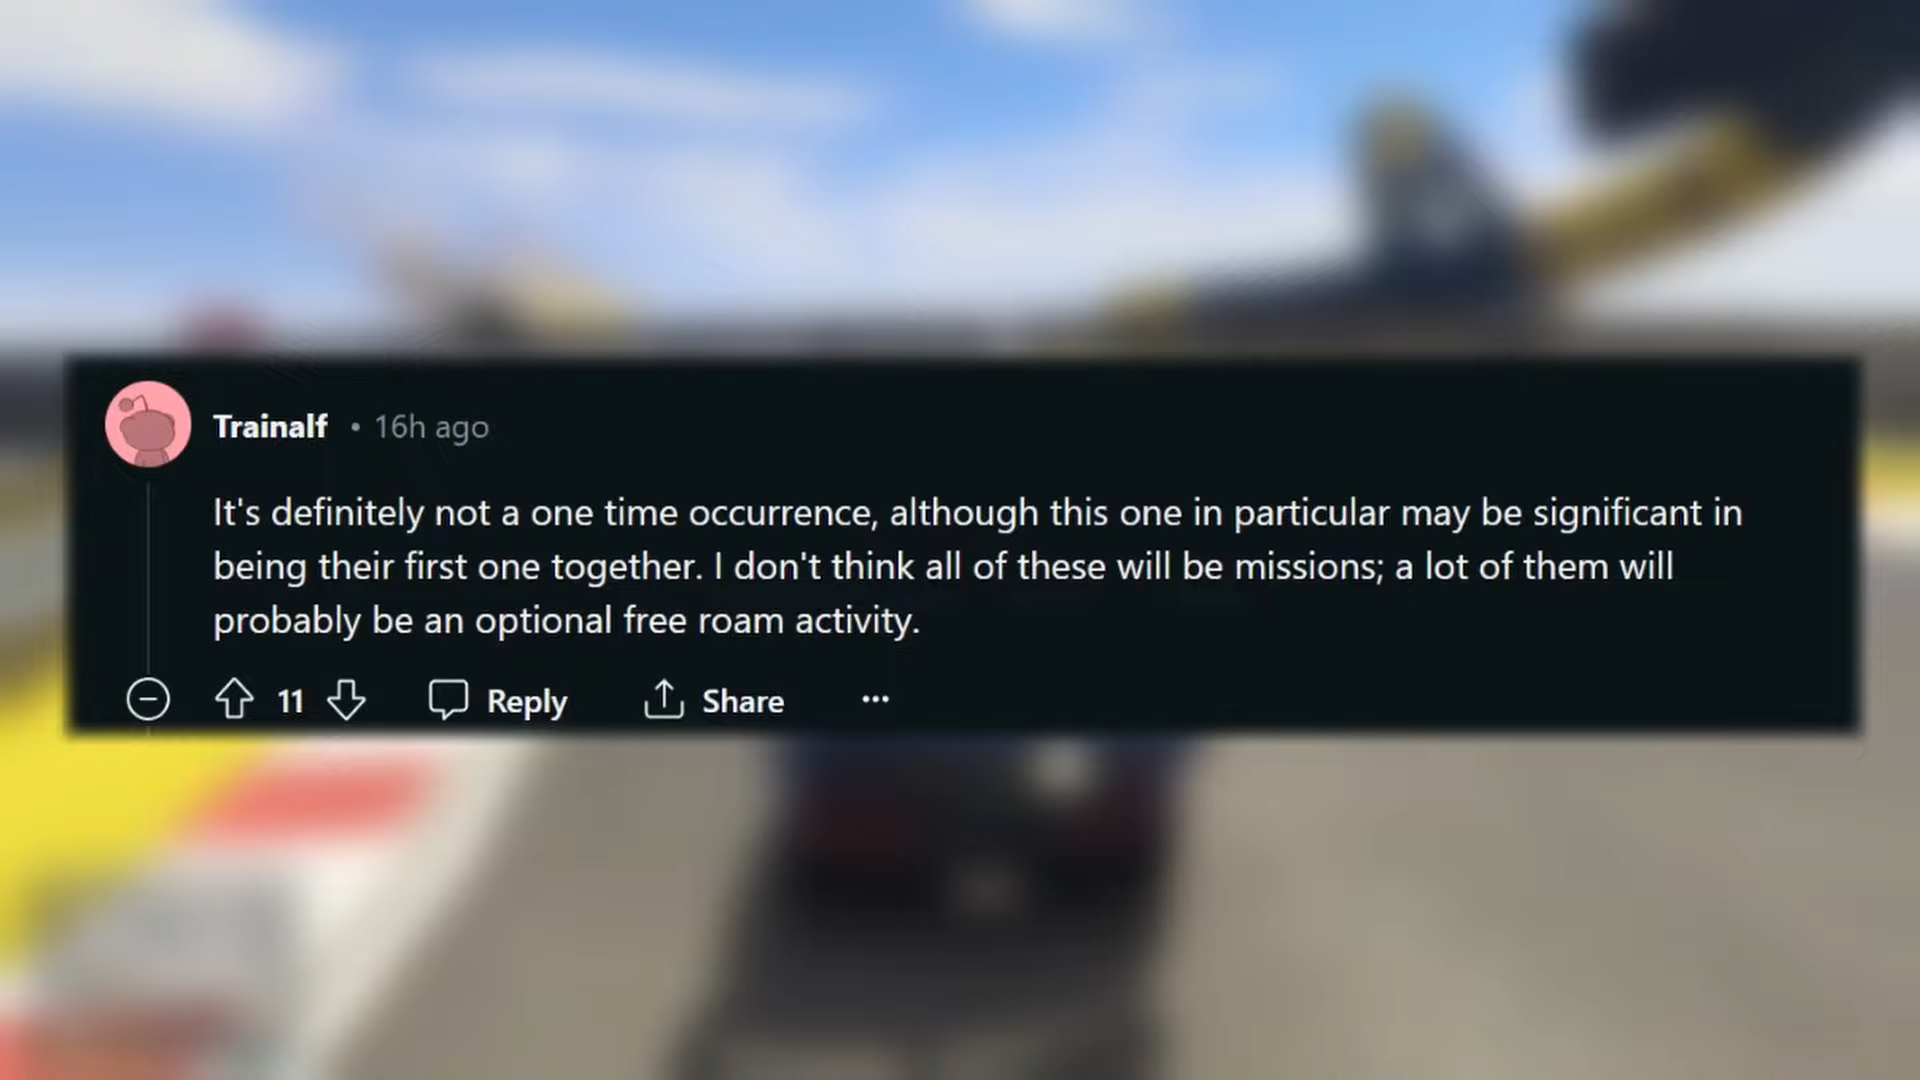 Trainalf • 16h ago
It's definitely not a one time occurrence, although this one in particular may be significant in
being their first one together. I don't think all of these will be missions; a lot of them will
probably be an optional free roam activity.
11 Reply Share ...